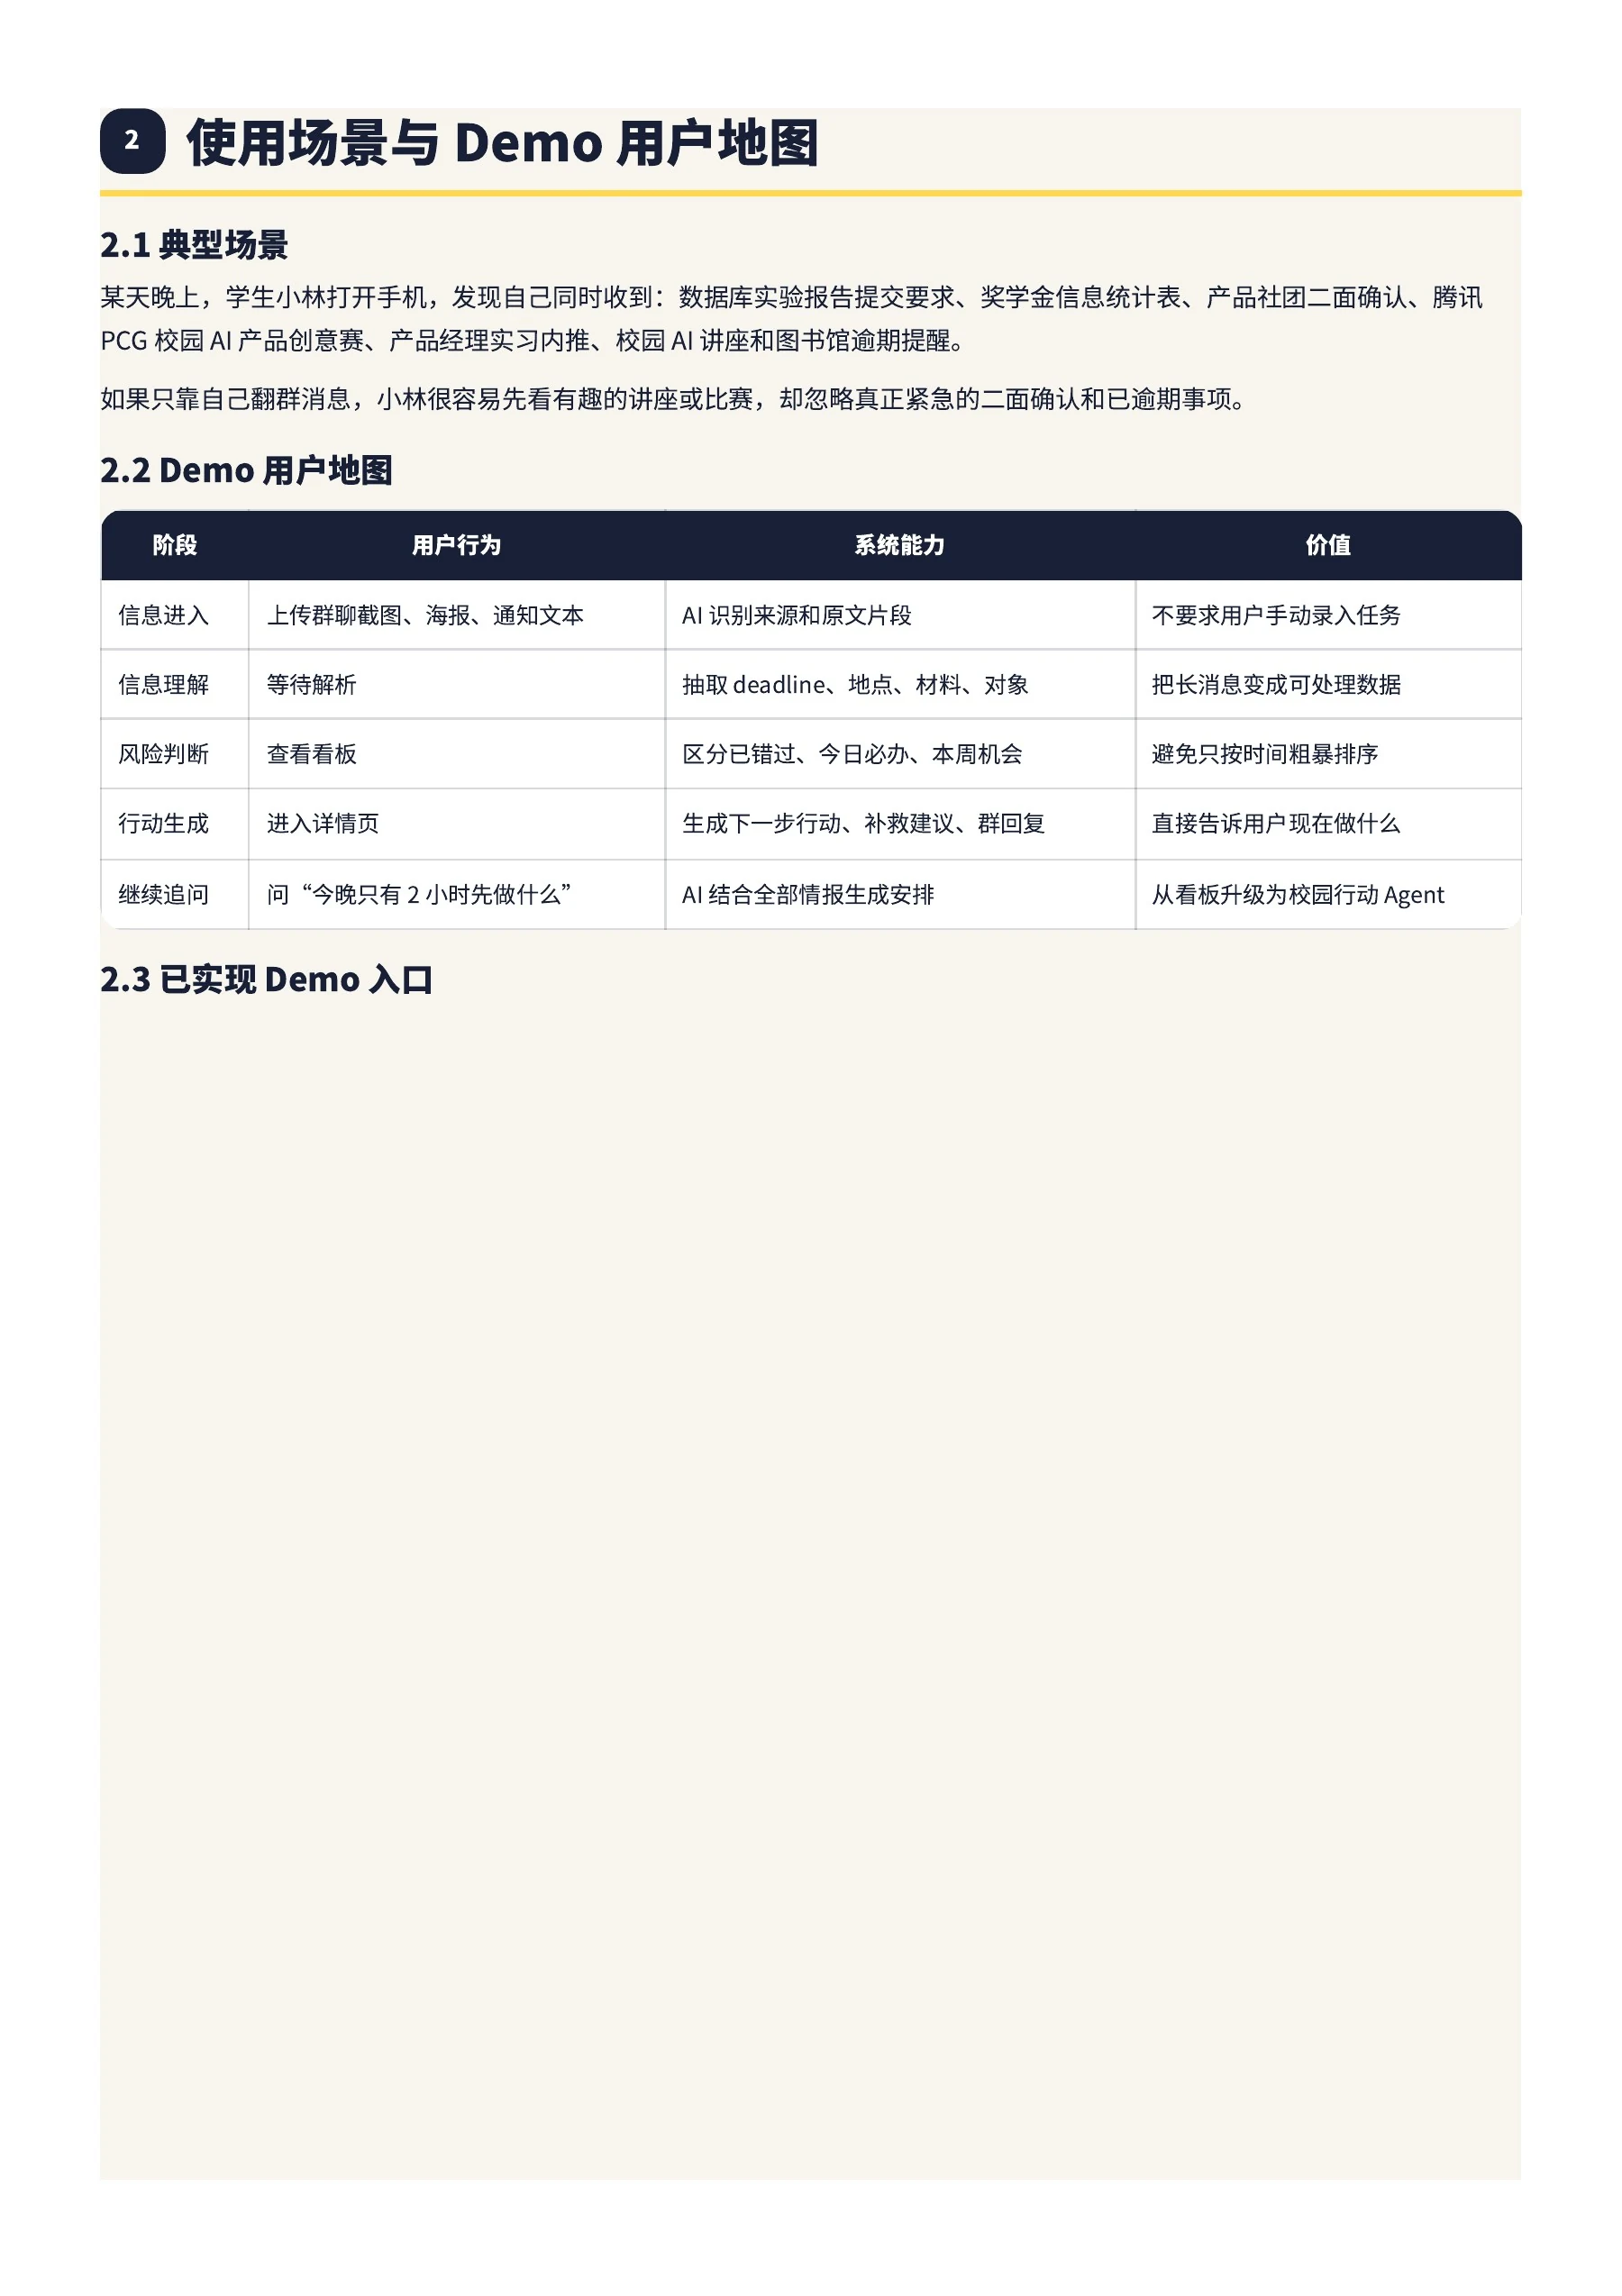 2 使用场景与 Demo 用户地图
2.1 典型场景
某天晚上，学生小林打开手机，发现自己同时收到：数据库实验报告提交要求、奖学金信息统计表、产品社团二面确认、腾讯
PCG 校园 AI 产品创意赛、产品经理实习内推、校园 AI 讲座和图书馆逾期提醒。
如果只靠自己翻群消息，小林很容易先看有趣的讲座或比赛，却忽略真正紧急的二面确认和已逾期事项。
2.2 Demo 用户地图
阶段 用户行为 系统能力 价值
信息进入 上传群聊截图、海报、通知文本 AI 识别来源和原文片段 不要求用户手动录入任务
信息理解 等待解析 抽取 deadline、地点、材料、对象 把长消息变成可处理数据
风险判断 查看看板 区分已错过、今日必办、本周机会 避免只按时间粗暴排序
行动生成 进入详情页 生成下一步行动、补救建议、群回复 直接告诉用户现在做什么
继续追问 问“今晚只有 2 小时先做什么” AI 结合全部情报生成安排 从看板升级为校园行动 Agent
2.3 已实现 Demo 入口